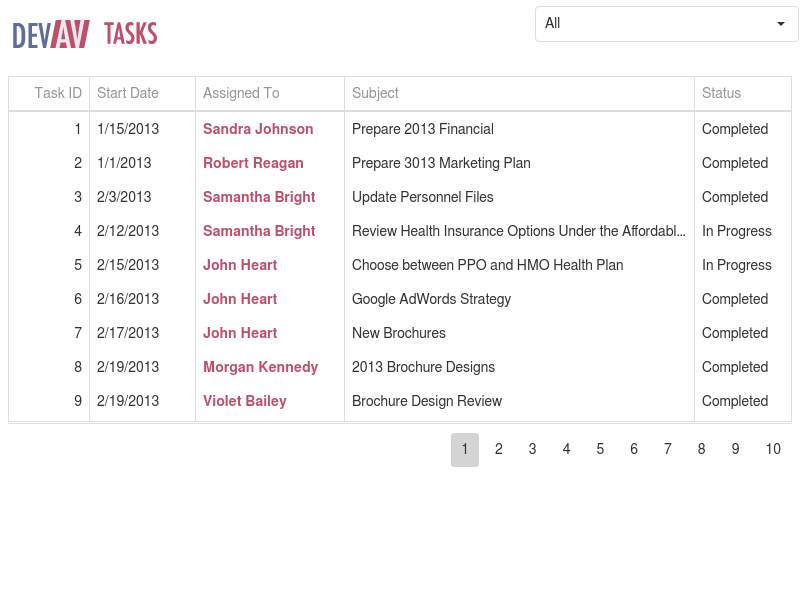 DEVAV TASKS
All
Task ID Start Date Assigned To Subject Status
1 1/15/2013 Sandra Johnson Prepare 2013 Financial Completed
2 1/1/2013 Robert Reagan Prepare 3013 Marketing Plan Completed
3 2/3/2013 Samantha Bright Update Personnel Files Completed
4 2/12/2013 Samantha Bright Review Health Insurance Options Under the Affordabl... In Progress
5 2/15/2013 John Heart Choose between PPO and HMO Health Plan In Progress
6 2/16/2013 John Heart Google AdWords Strategy Completed
7 2/17/2013 John Heart New Brochures Completed
8 2/19/2013 Morgan Kennedy 2013 Brochure Designs Completed
9 2/19/2013 Violet Bailey Brochure Design Review Completed
1 2 3 4 5 6 7 8 9 10